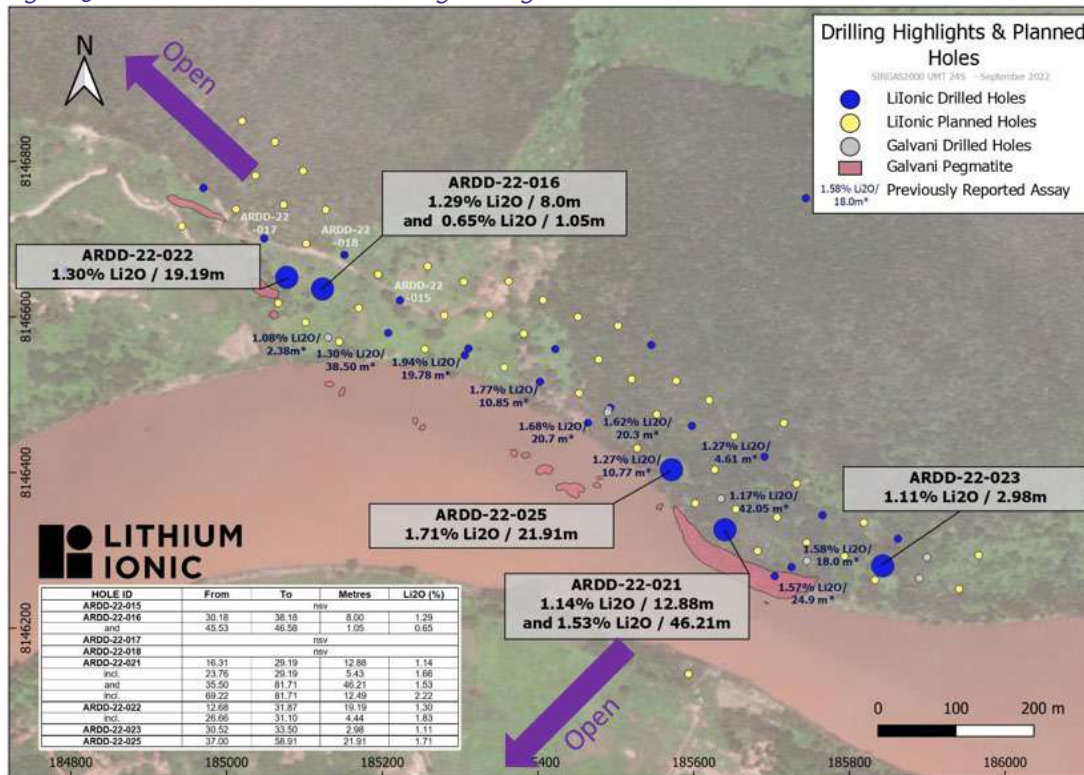 Drilling Highlights & Planned
Holes
SIRGAS2000 UMT 24S - September 2022
LiIonic Drilled Holes
LiIonic Planned Holes
Galvani Drilled Holes
Galvani Pegmatite
1.58% Li2O/
18.0m*
Previously Reported Assay
N
Open
8146800
8146600
8146400
8146200
ARDD-22-016
1.29% Li2O / 8.0m
and 0.65% Li2O / 1.05m
ARDD-22
-017
ARDD-22
-018
ARDD-22
-015
ARDD-22-022
1.30% Li2O / 19.19m
1.08% Li2O/
2.38m*
1.30% Li2O/
38.50 m*
1.94% Li2O/
19.78 m*
1.77% Li2O/
10.85 m*
1.68% Li2O/
20.7 m*
1.62% Li2O/
20.3 m*
1.27% Li2O/
10.77 m*
1.27% Li2O/
4.61 m*
1.17% Li2O/
42.05 m*
1.58% Li2O/
18.0 m*
1.57% Li2O/
24.9 m*
ARDD-22-023
1.11% Li2O / 2.98m
ARDD-22-025
1.71% Li2O / 21.91m
ARDD-22-021
1.14% Li2O / 12.88m
and 1.53% Li2O / 46.21m
LITHIUM
IONIC
HOLE ID From To Metres Li2O (%)
ARDD-22-015 nsv
ARDD-22-016 30.18 38.18 8.00 1.29
and 45.53 46.58 1.05 0.65
ARDD-22-017 nsv
ARDD-22-018 nsv
ARDD-22-021 16.31 29.19 12.88 1.14
incl. 23.76 29.19 5.43 1.66
and 35.50 81.71 46.21 1.53
incl. 69.22 81.71 12.49 2.22
ARDD-22-022 12.68 31.87 19.19 1.30
incl. 26.66 31.10 4.44 1.83
ARDD-22-023 30.52 33.50 2.98 1.11
ARDD-22-025 37.00 58.91 21.91 1.71
Open
0 100 200 m
184800 185000 185200 5400 185600 185800 186000